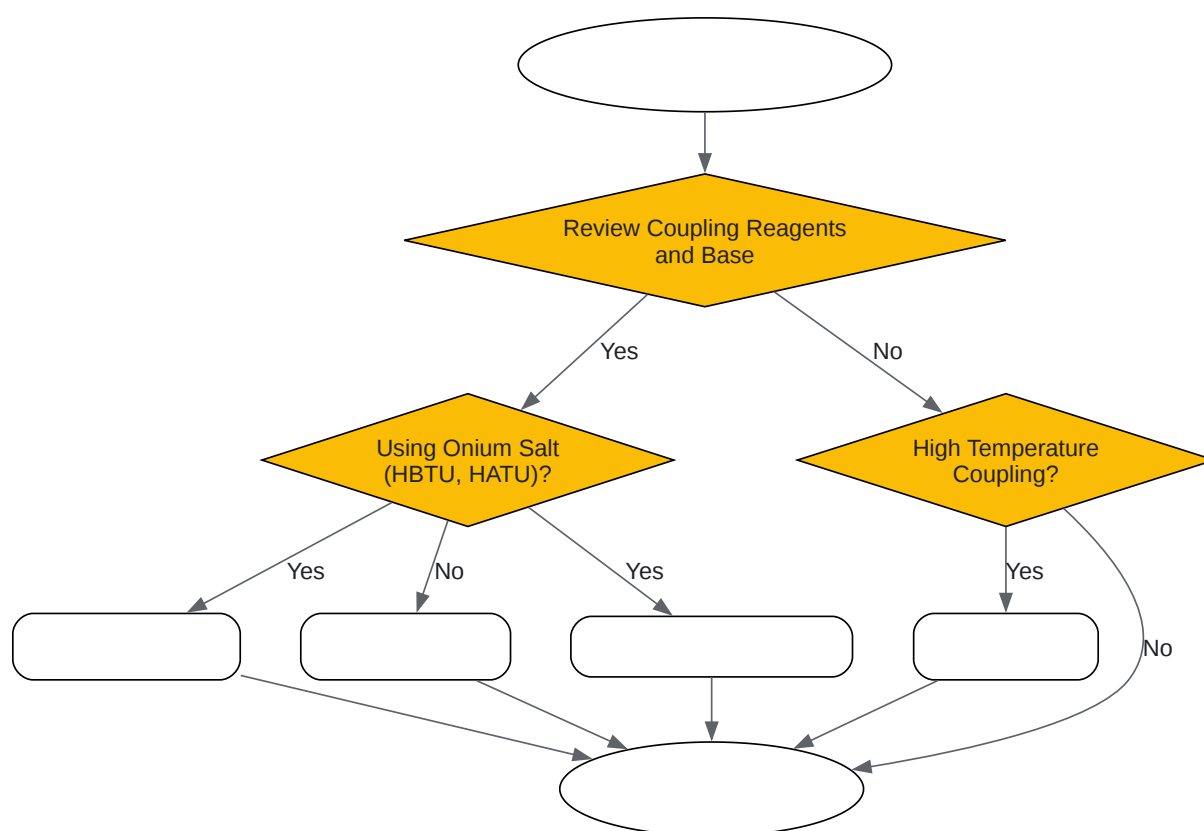 Review Coupling Reagents
and Base
Yes
No
Using Onium Salt
(HBTU, HATU)?
High Temperature
Coupling?
Yes
No
Yes
Yes
No